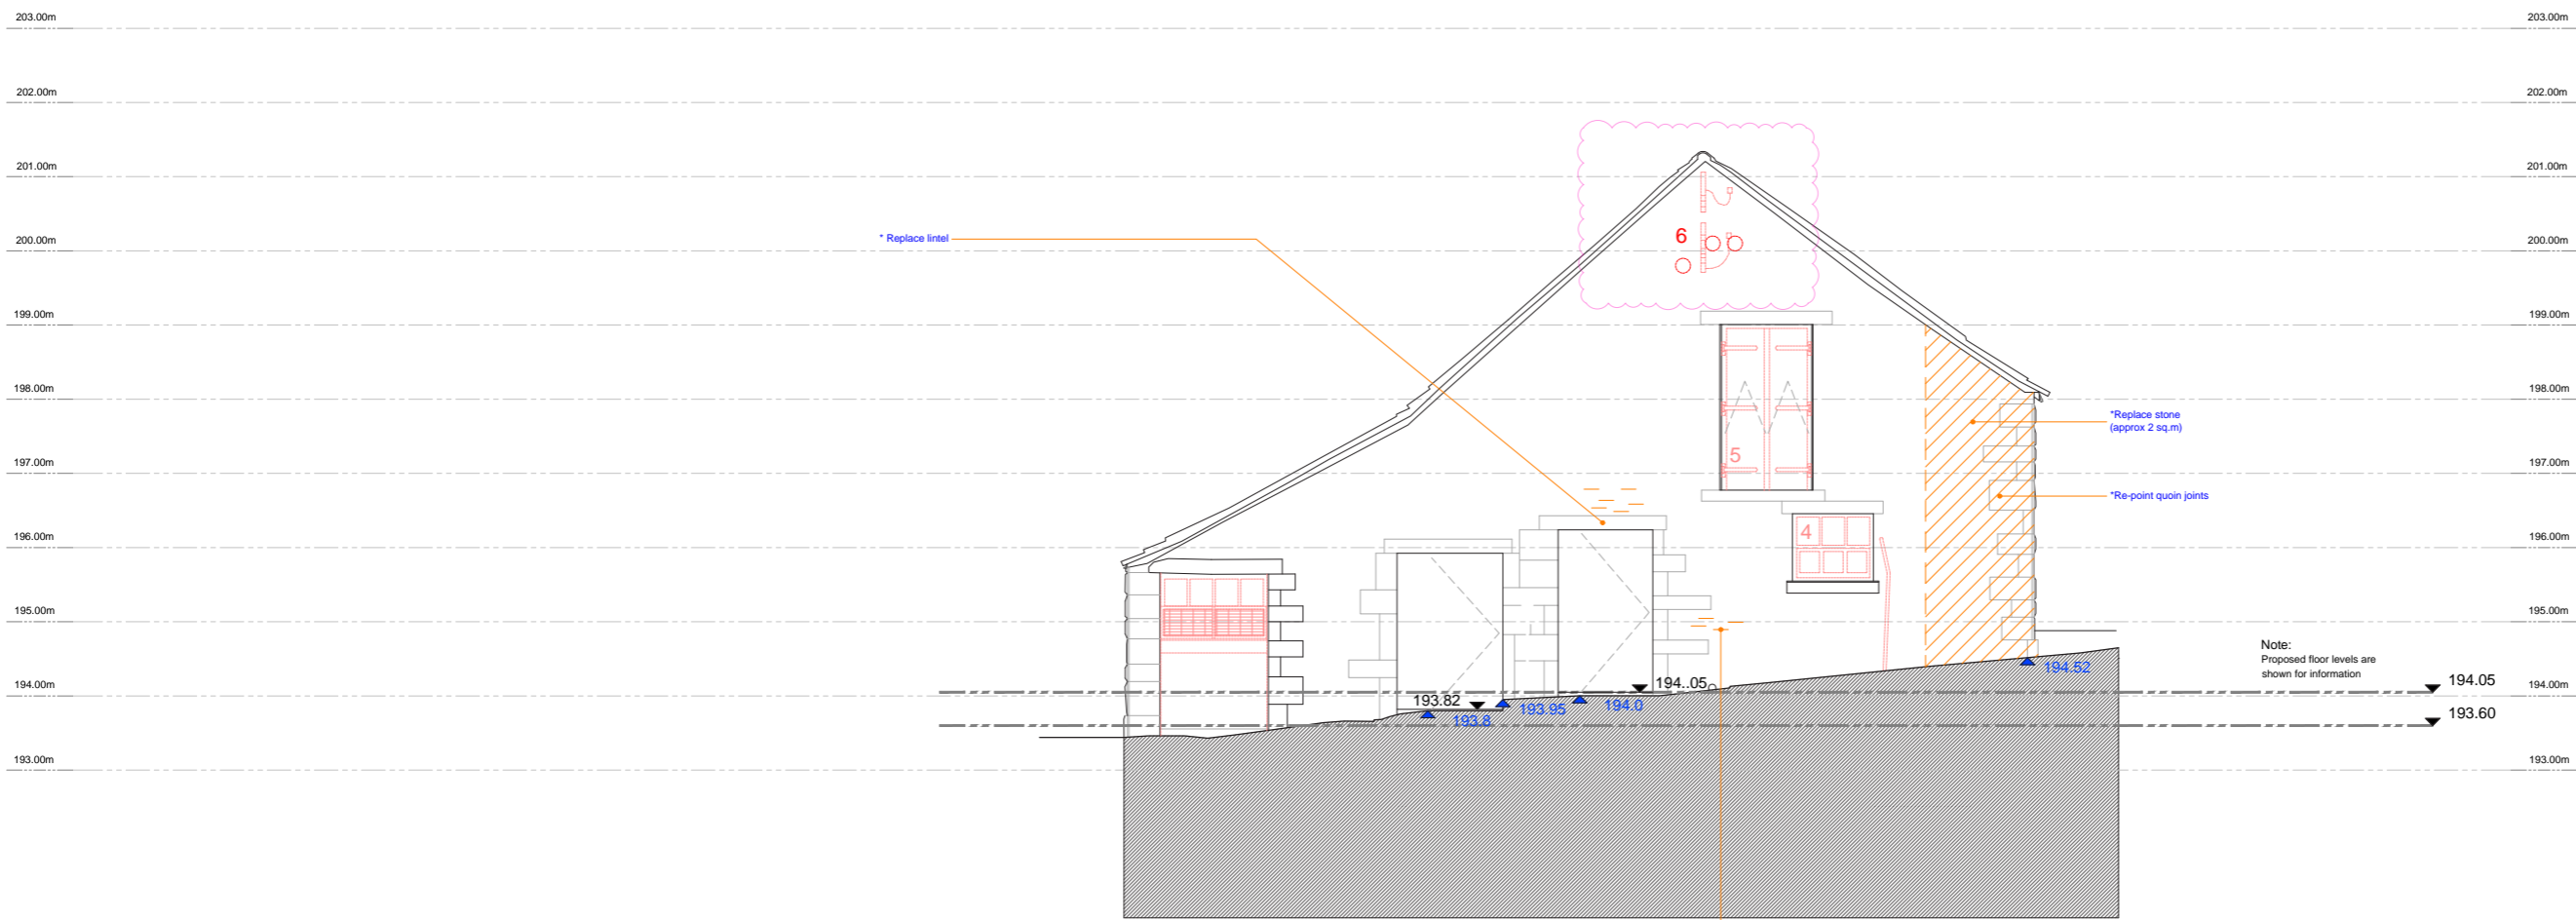 203.00m 203.00m
202.00m 202.00m
201.00m 201.00m
6
* Replace lintel
200.00m 200.00m
199.00m 199.00m
198.00m 198.00m
*Replace stone
(approx 2 sq.m)
197.00m 197.00m
5
*Re-point quoin joints
196.00m 196.00m
4
195.00m 195.00m
Note:
Proposed floor levels are
shown for information
194.52
194.00m 194.00m
194..05
194.05
193.82
193.95
194.0
193.8
193.60
193.00m 193.00m